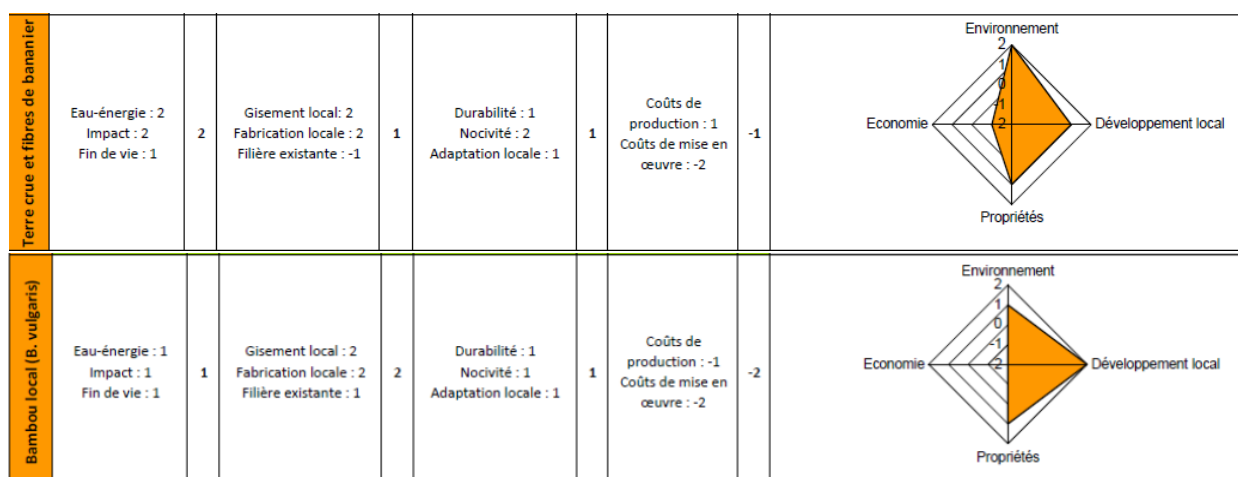 Terre crue et fibres de bananier
Eau-énergie : 2
Impact : 2
Fin de vie : 1
2
Gisement local: 2
Fabrication locale : 2
Filière existante : -1
1
Durabilité : 1
Nocivité : 2
Adaptation locale : 1
1
Coûts de
production : 1
Coûts de mise en
œuvre : -2
-1
Environnement
2
1
0
-1
-2
Economie
Développement local
Propriétés
Bambou local (B. vulgaris)
Eau-énergie : 1
Impact : 1
Fin de vie : 1
1
Gisement local : 2
Fabrication locale : 2
Filière existante : 1
2
Durabilité : 1
Nocivité : 1
Adaptation locale : 1
1
Coûts de
production : -1
Coûts de mise en
œuvre : -2
-2
Environnement
2
1
0
-1
-2
Economie
Développement local
Propriétés